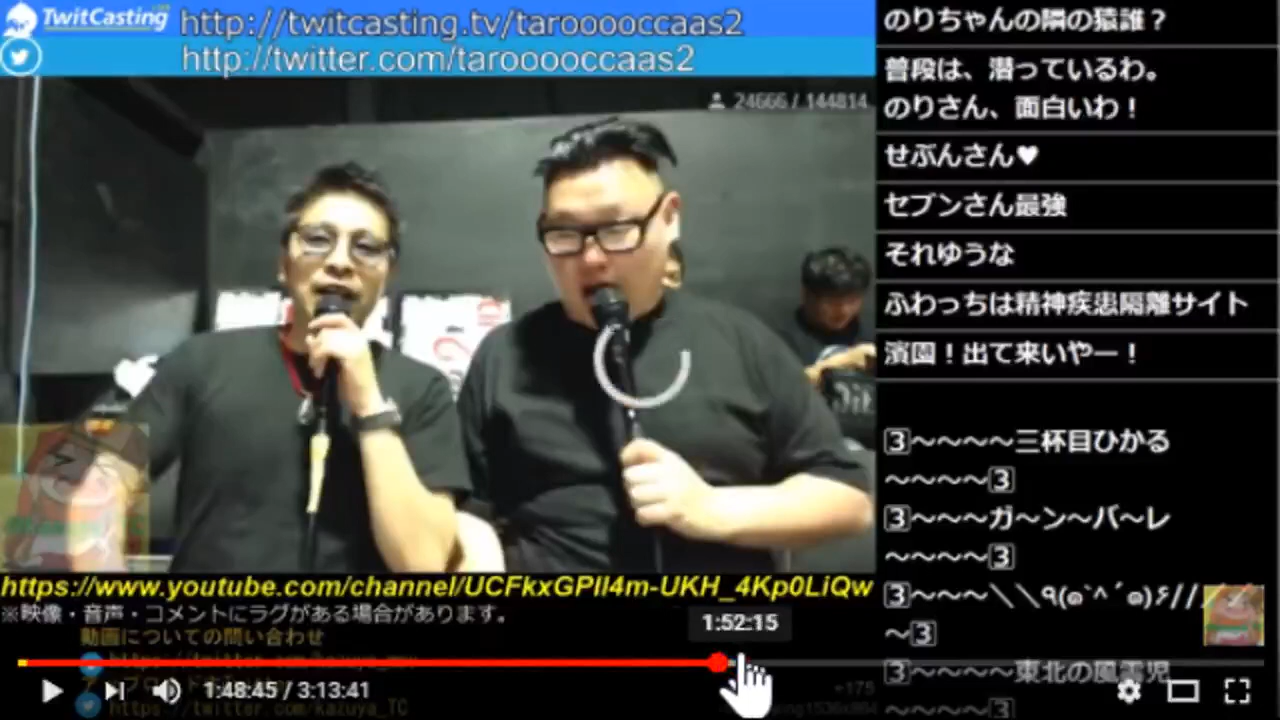 TwitCasting LIVE
http://twitcasting.tv/tarooooccaas2
http://twitter.com/tarooooccaas2
24666 / 144814
https://www.youtube.com/channel/UCFkxGPll4m-UKH_4Kp0LiQw
※映像・音声・コメントにラグがある場合があります。
動画についての問い合わせ
1:52:15
1:48:45 / 3:13:41
+175
のりちゃんの隣の猿誰？
普段は、潜っているわ。
のりさん、面白いわ！
せぶんさん♥
セブンさん最強
それゆうな
ふわっちは精神疾患隔離サイト
濱園！出て来いやー！
3～～～～三杯目ひかる
～～～～3
3～～～ガ～ン～バ～レ
～～～～3
3～～～＼＼٩(๑`^´๑)۶//／／
～3
3～～～～東北の風雲児
～～～～3